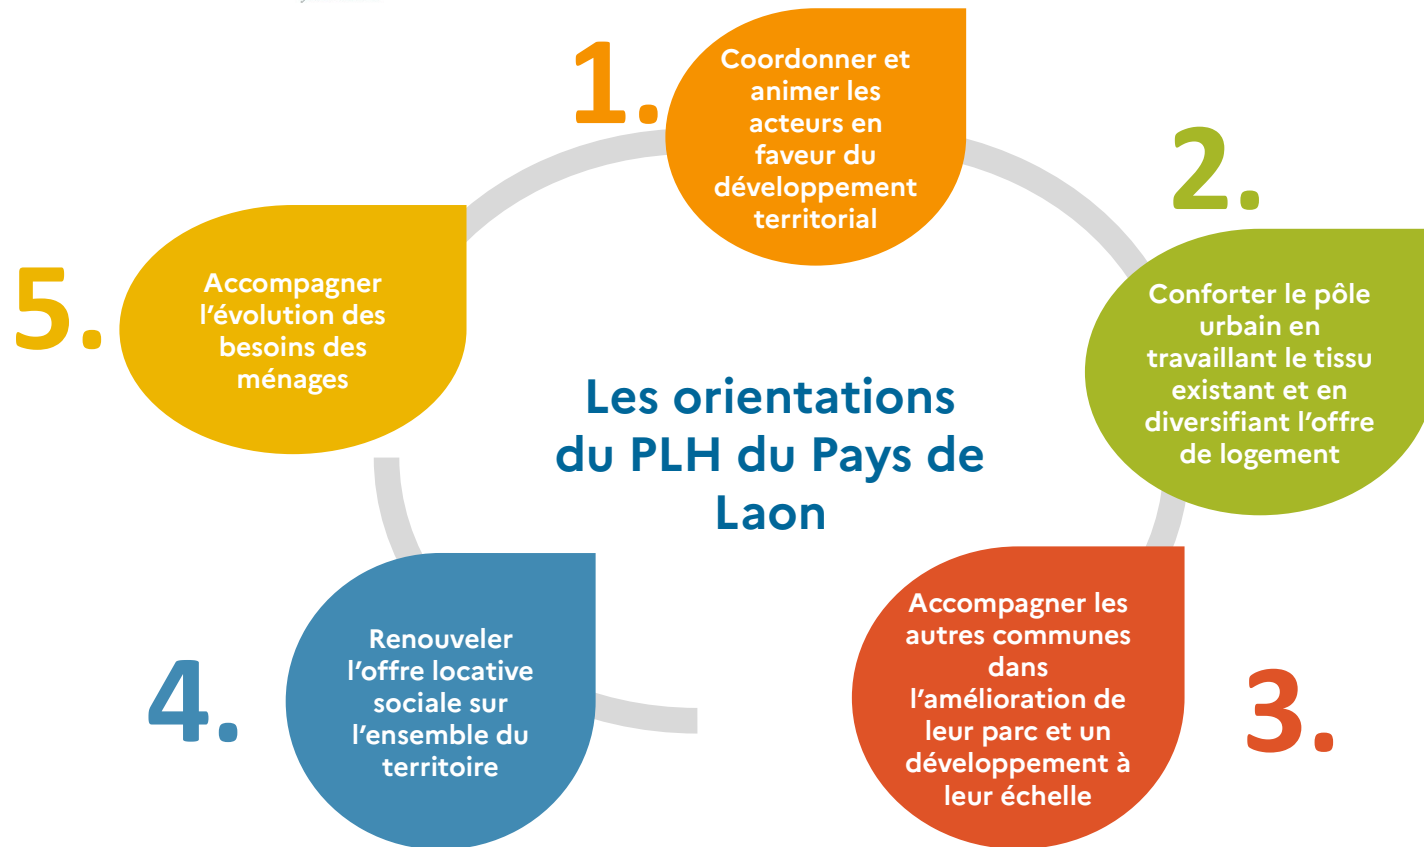 1.
Coordonner et
animer les
acteurs en
faveur du
développement
territorial
2.
Conforter le pôle
urbain en
travaillant le tissu
existant et en
diversifiant l’offre
de logement
Les orientations
du PLH du Pays de
Laon
3.
Accompagner les
autres communes
dans
l’amélioration de
leur parc et un
développement à
leur échelle
4.
Renouveler
l’offre locative
sociale sur
l’ensemble du
territoire
5.
Accompagner
l’évolution des
besoins des
ménages